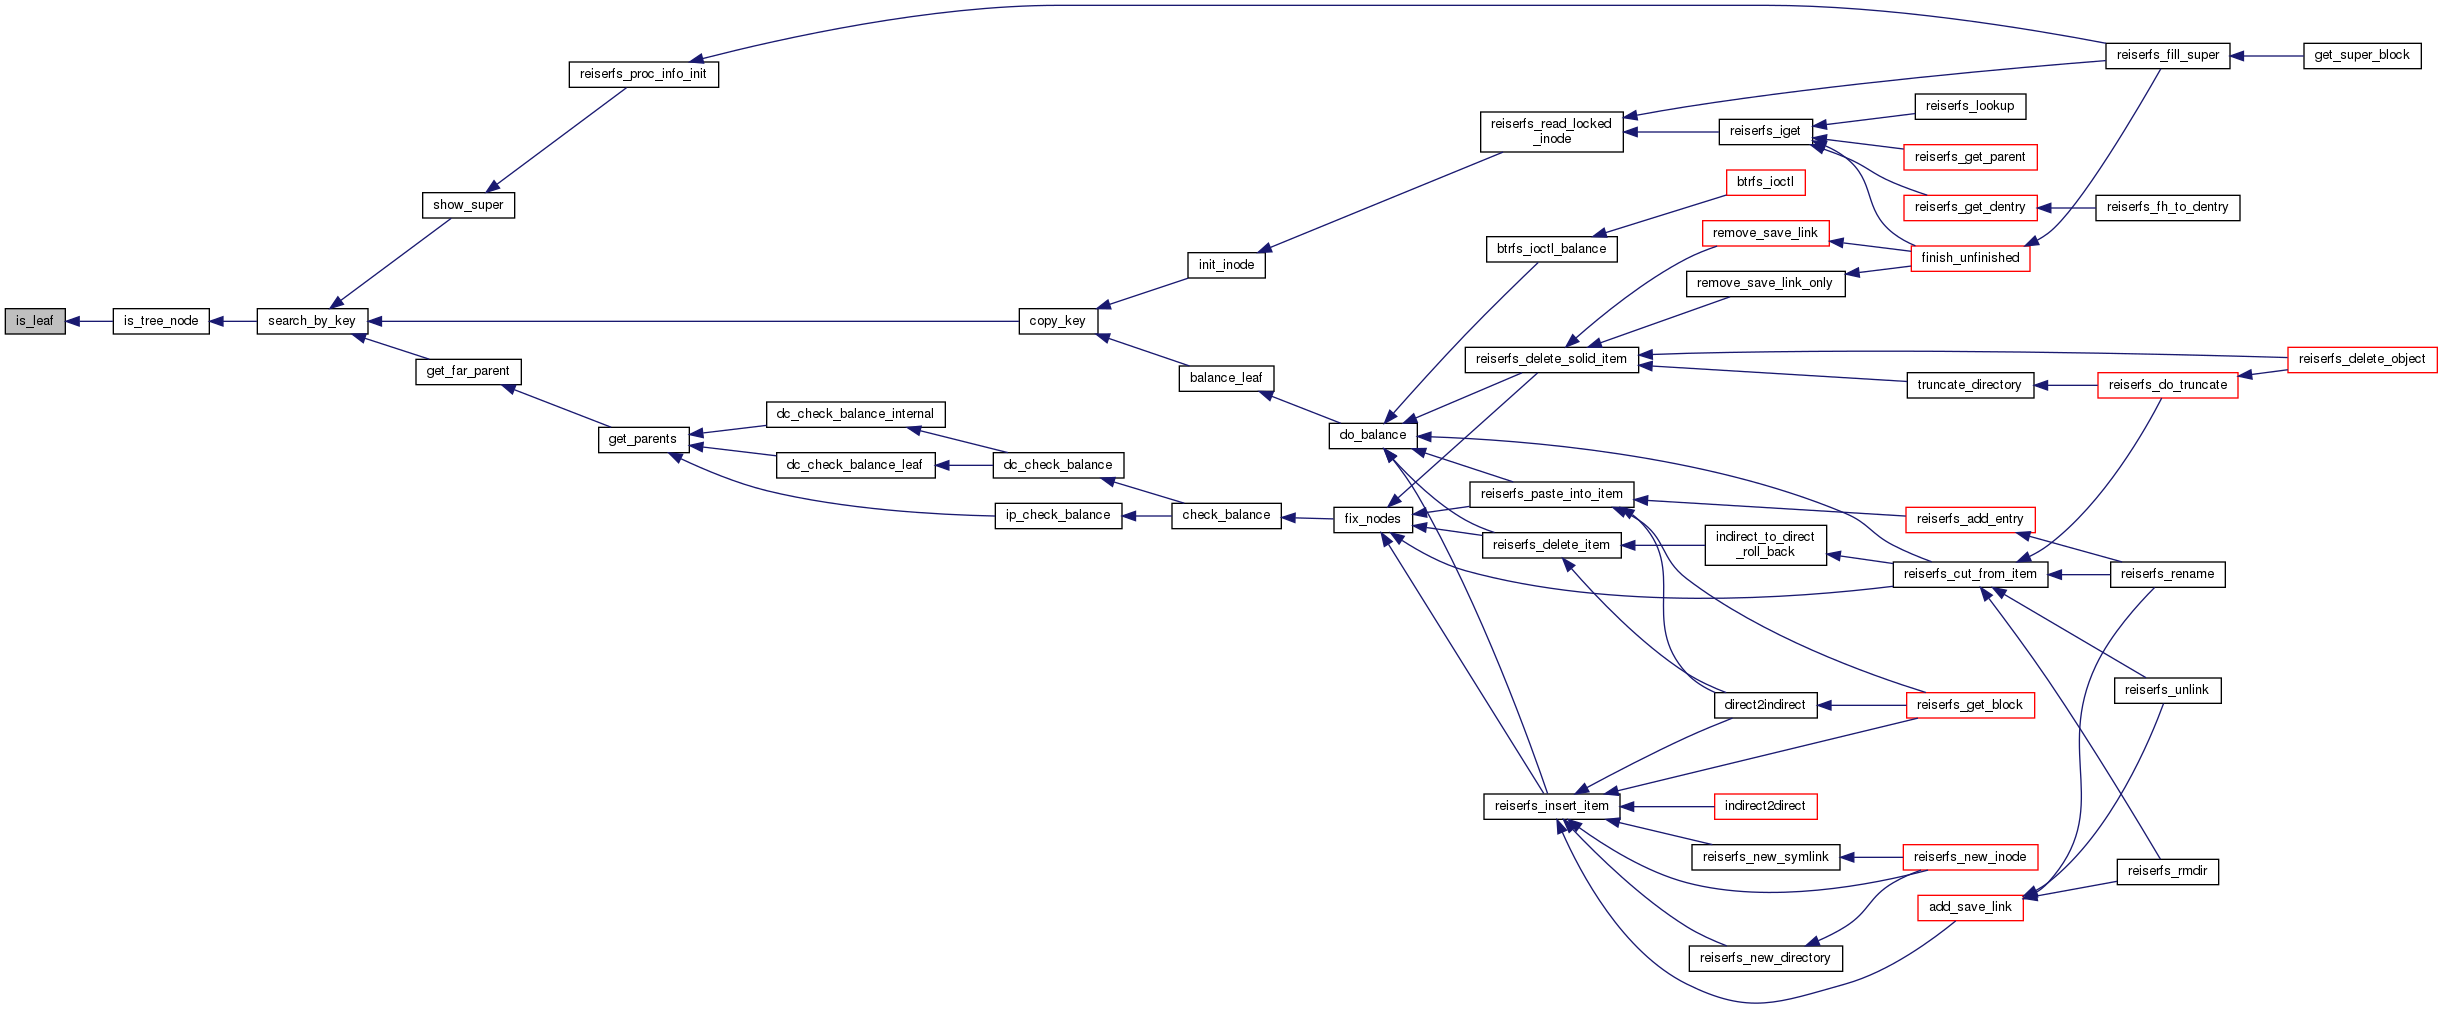 reiserfs_fill_super
get_super_block
reiserfs_proc_info_init
reiserfs_lookup
reiserfs_read_locked
_inode
reiserfs_iget
reiserfs_get_parent
btrfs_ioctl
show_super
reiserfs_get_dentry
reiserfs_fh_to_dentry
remove_save_link
btrfs_ioctl_balance
finish_unfinished
init_inode
remove_save_link_only
is_leaf
is_tree_node
search_by_key
copy_key
reiserfs_delete_solid_item
reiserfs_delete_object
get_far_parent
balance_leaf
truncate_directory
reiserfs_do_truncate
dc_check_balance_internal
get_parents
do_balance
dc_check_balance_leaf
dc_check_balance
reiserfs_paste_into_item
ip_check_balance
check_balance
fix_nodes
reiserfs_add_entry
reiserfs_delete_item
indirect_to_direct
_roll_back
reiserfs_cut_from_item
reiserfs_rename
reiserfs_unlink
direct2indirect
reiserfs_get_block
reiserfs_insert_item
indirect2direct
reiserfs_new_symlink
reiserfs_new_inode
reiserfs_rmdir
add_save_link
reiserfs_new_directory